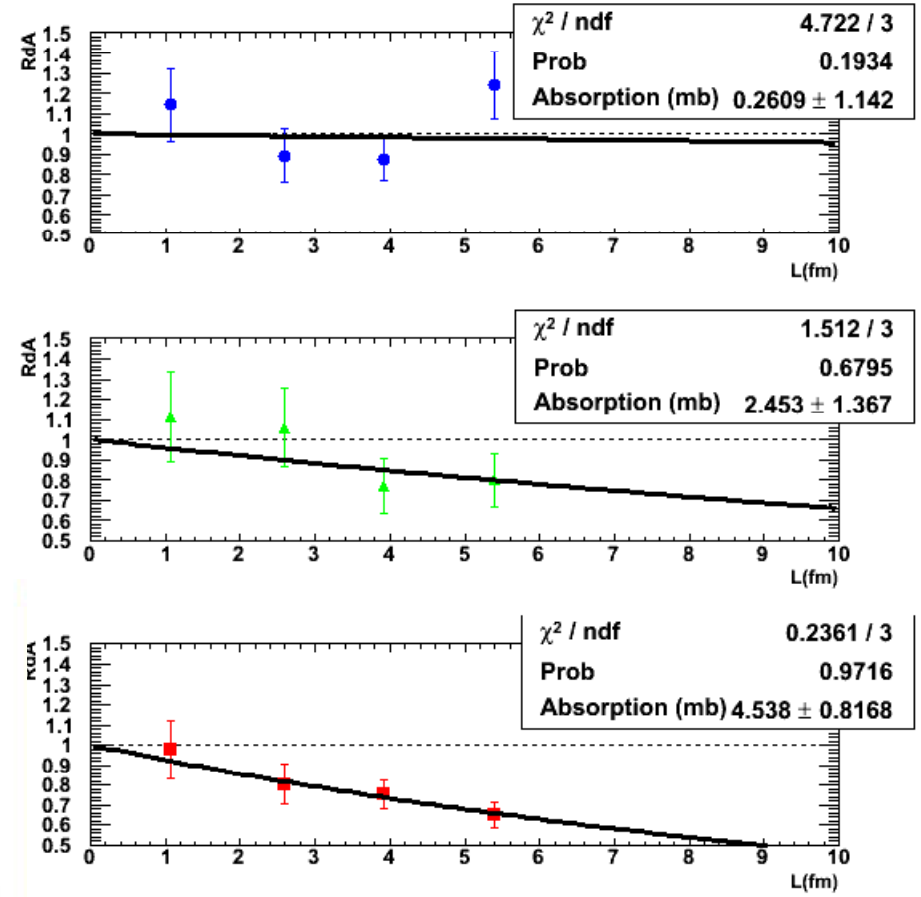 RdA
1.5
1.4
1.3
1.2
1.1
1
0.9
0.8
0.7
0.6
0.5
0 1 2 3 4 5 6 7 8 9 10
L(fm)
χ² / ndf 4.722 / 3
Prob 0.1934
Absorption (mb) 0.2609 ± 1.142
RdA
1.5
1.4
1.3
1.2
1.1
1
0.9
0.8
0.7
0.6
0.5
0 1 2 3 4 5 6 7 8 9 10
L(fm)
χ² / ndf 1.512 / 3
Prob 0.6795
Absorption (mb) 2.453 ± 1.367
RdA
1.5
1.4
1.3
1.2
1.1
1
0.9
0.8
0.7
0.6
0.5
0 1 2 3 4 5 6 7 8 9 10
L(fm)
χ² / ndf 0.2361 / 3
Prob 0.9716
Absorption (mb) 4.538 ± 0.8168